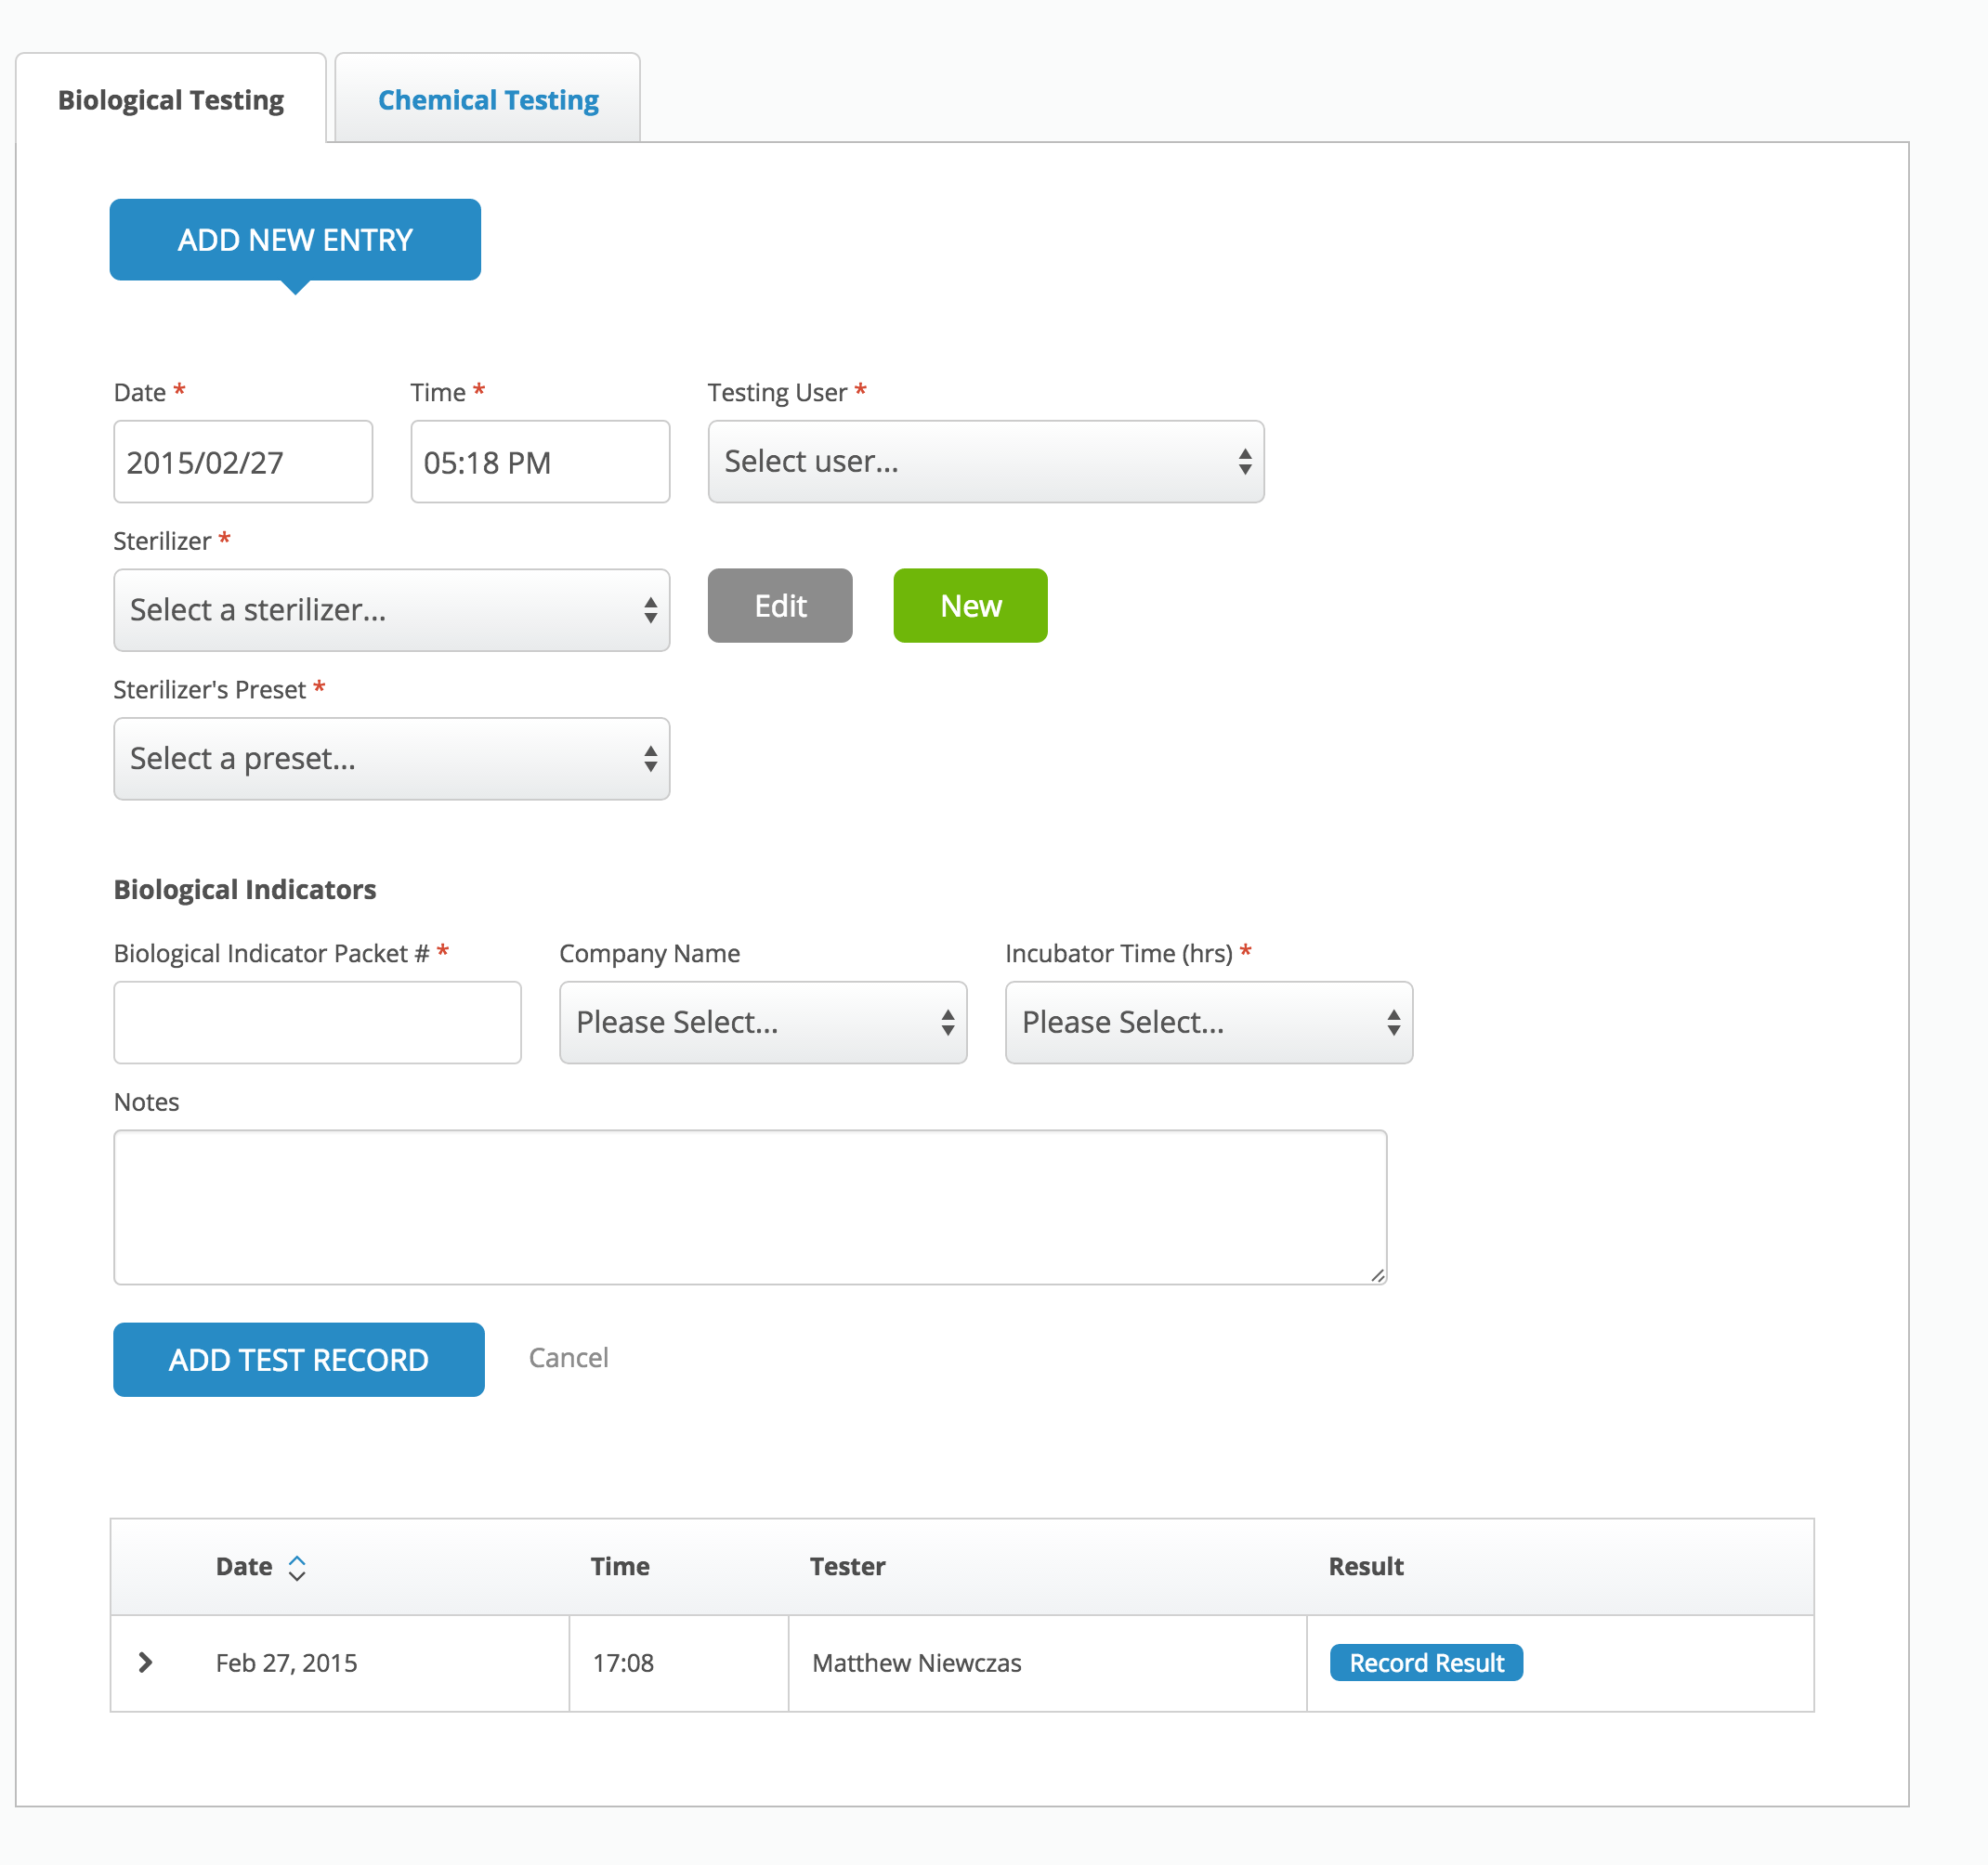 Biological Testing
Chemical Testing
ADD NEW ENTRY
Date * Time * Testing User *
2015/02/27 05:18 PM Select user...
Sterilizer *
Select a sterilizer... Edit New
Sterilizer's Preset *
Select a preset...
Biological Indicators
Biological Indicator Packet # * Company Name Incubator Time (hrs) *
Please Select... Please Select...
Notes
ADD TEST RECORD Cancel
Date Time Tester Result
Feb 27, 2015 17:08 Matthew Niewczas Record Result